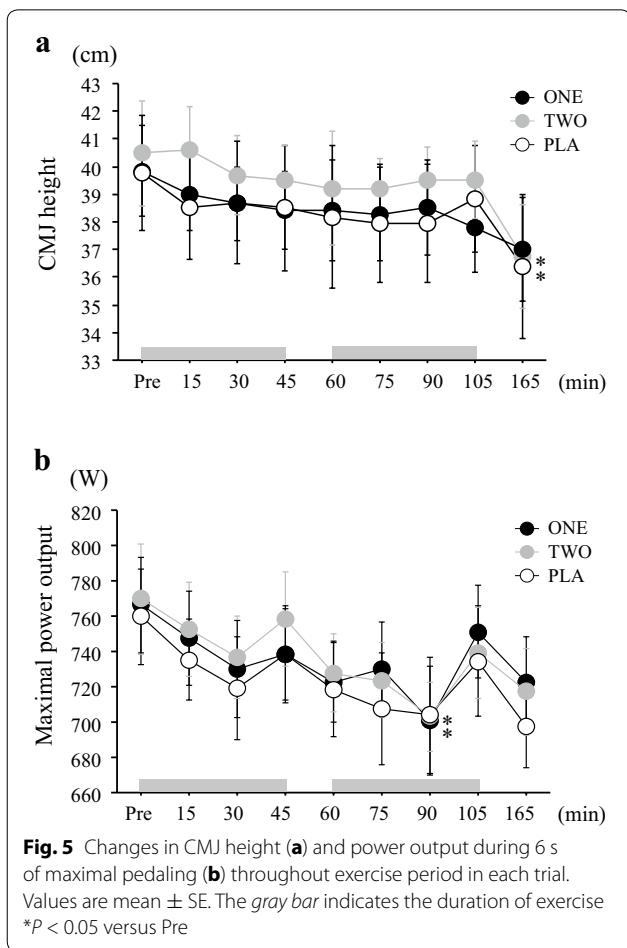 a
(cm)
43
42
41
40
39
38
37
36
35
34
33
CMJ height
ONE
TWO
PLA
*
*
Pre 15 30 45 60 75 90 105 165 (min)
b
(W)
820
800
780
760
740
720
700
680
660
Maximal power output
ONE
TWO
PLA
*
*
Pre 15 30 45 60 75 90 105 165 (min)
Fig. 5 Changes in CMJ height (a) and power output during 6 s
of maximal pedaling (b) throughout exercise period in each trial.
Values are mean ± SE. The gray bar indicates the duration of exercise
*P < 0.05 versus Pre